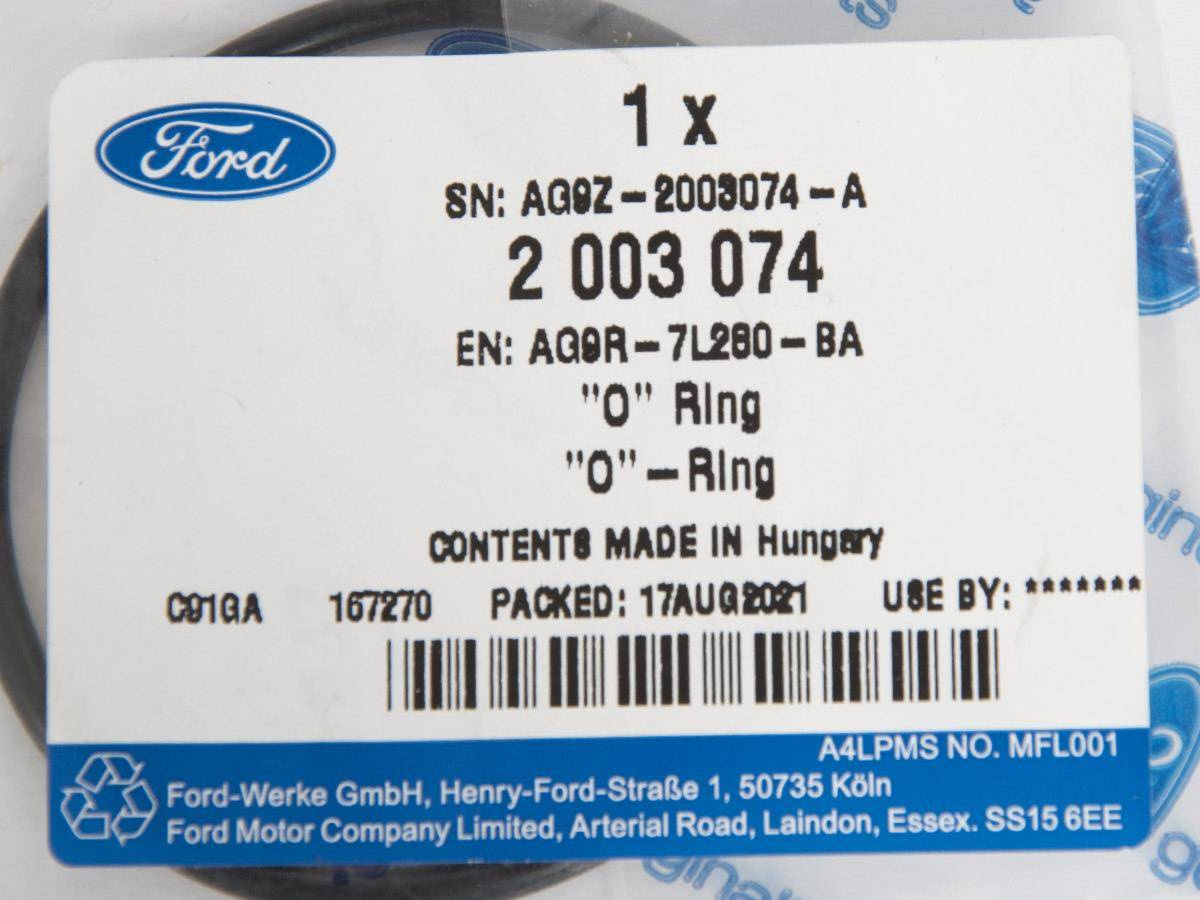 Ford
1 x
SN: AG9Z-2003074-A
2 003 074
EN: AG9R-7L280-BA
"O" Ring
"O"-Ring
CONTENTS MADE IN Hungary
C91GA 167270 PACKED: 17AUG2021 USE BY: *******
A4LPMS NO. MFL001
Ford-Werke GmbH, Henry-Ford-Straße 1, 50735 Köln
Ford Motor Company Limited, Arterial Road, Laindon, Essex. SS15 6EE